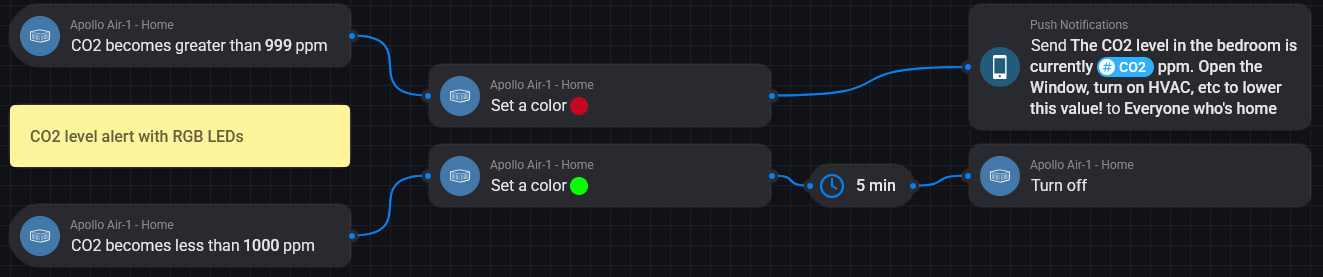 Apollo Air-1 - Home
CO2 becomes greater than 999 ppm
Apollo Air-1 - Home
Set a color
Push Notifications
Send The CO2 level in the bedroom is
currently # CO2 ppm. Open the
Window, turn on HVAC, etc to lower
this value! to Everyone who's home
CO2 level alert with RGB LEDs
Apollo Air-1 - Home
CO2 becomes less than 1000 ppm
Apollo Air-1 - Home
Set a color
5 min
Apollo Air-1 - Home
Turn off